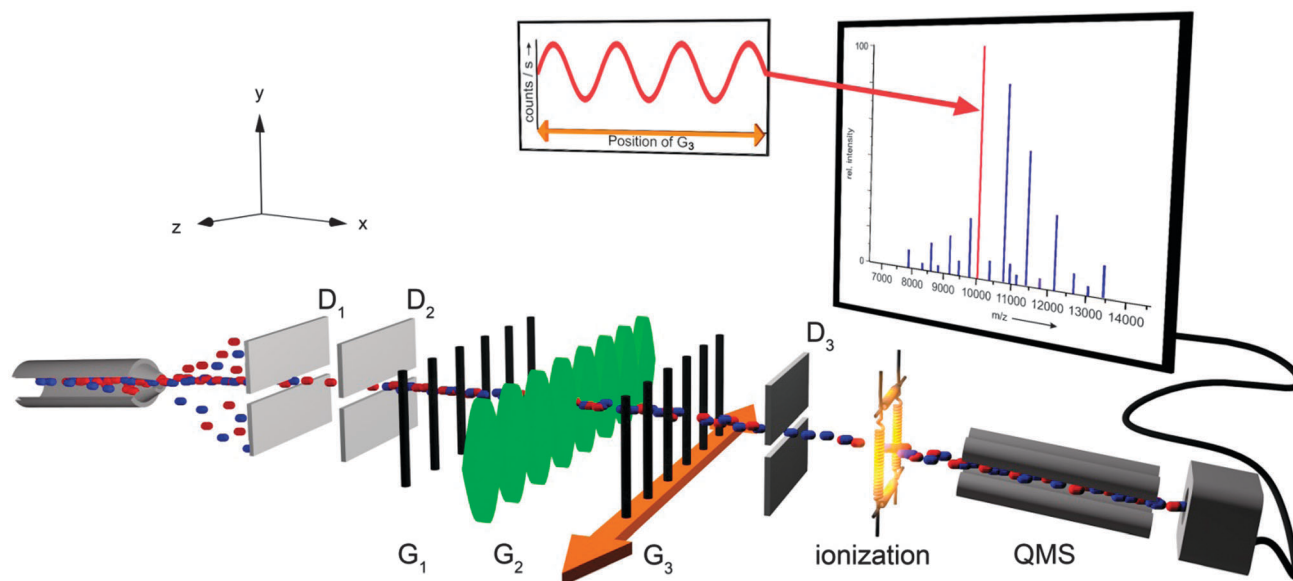 counts / s →
Position of G3
100
rel. intensity
0
7000
8000
9000
10000
11000
12000
13000
14000
m/z
y
z
x
D1
D2
D3
G1
G2
G3
ionization
QMS